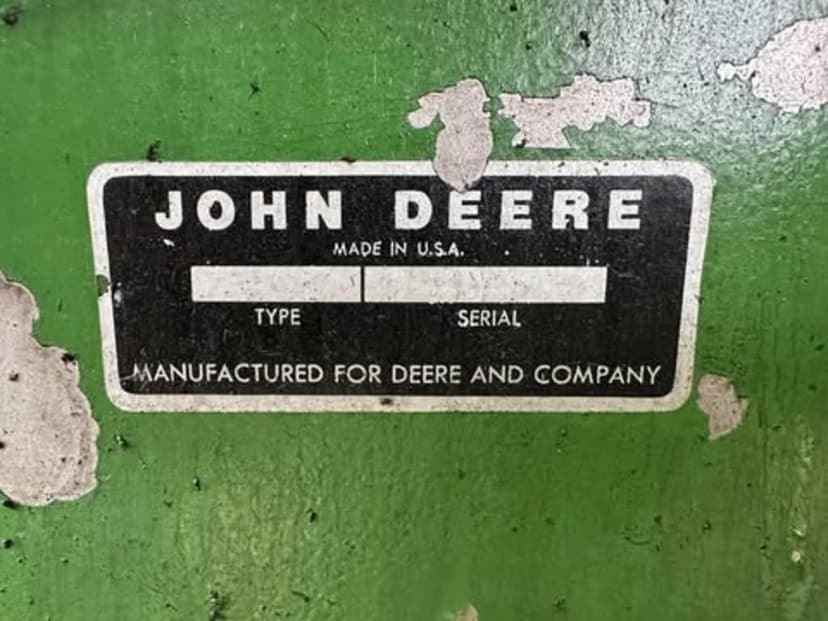 JOHN DEERE
MADE IN U.S.A.
TYPE SERIAL
MANUFACTURED FOR DEERE AND COMPANY